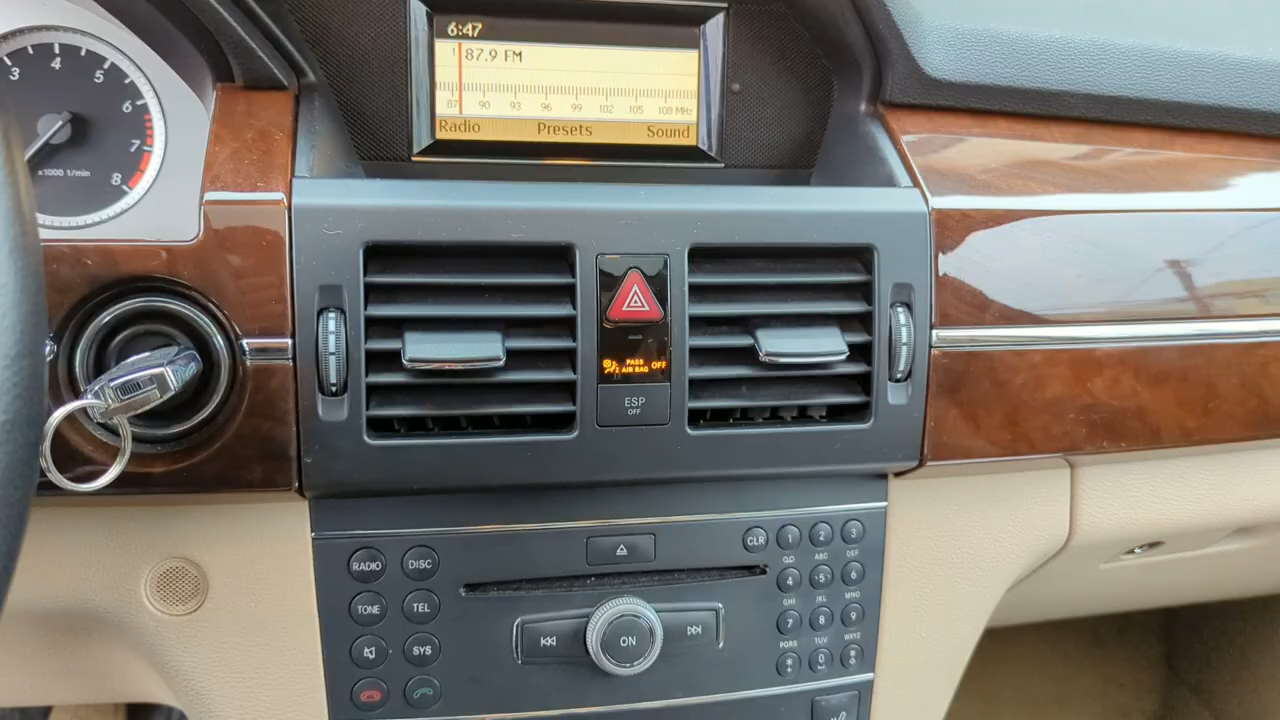 6:47
87.9 FM
87 90 93 96 99 102 105 108 MHz
Radio Presets Sound
3 4 5 6 7 8
x1000 1/min
PASS
AIR BAG OFF
ESP
OFF
RADIO DISC
TONE TEL
SYS
ON
CLR 1 2 3
ABC DEF
4 5 6
GHI JKL MNO
7 8 9
PQRS TUV WXYZ
* 0 #